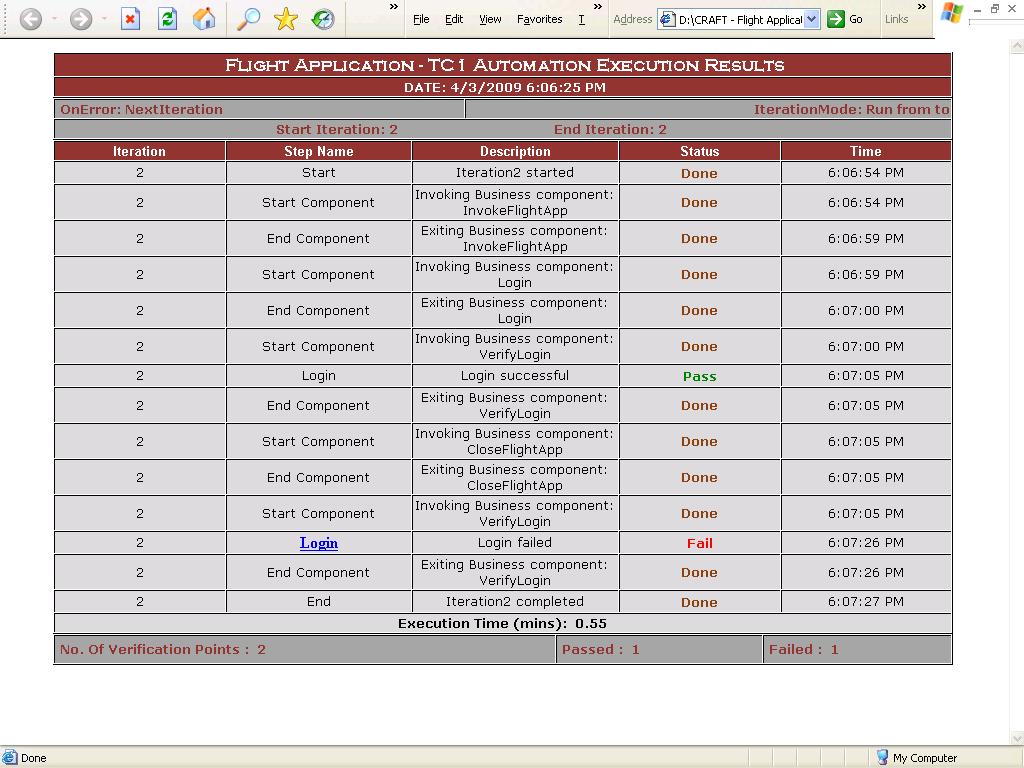 » File Edit View Favorites T » Address D:\CRAFT - Flight Applicat Go Links »
Flight Application - TC1 Automation Execution Results
DATE: 4/3/2009 6:06:25 PM
OnError: NextIteration IterationMode: Run from to
Start Iteration: 2 End Iteration: 2
Iteration Step Name Description Status Time
2 Start Iteration2 started Done 6:06:54 PM
2 Start Component Invoking Business component: Done 6:06:54 PM
InvokeFlightApp
2 End Component Exiting Business component: Done 6:06:59 PM
InvokeFlightApp
2 Start Component Invoking Business component: Done 6:06:59 PM
Login
2 End Component Exiting Business component: Done 6:07:00 PM
Login
2 Start Component Invoking Business component: Done 6:07:00 PM
VerifyLogin
2 Login Login successful Pass 6:07:05 PM
2 End Component Exiting Business component: Done 6:07:05 PM
VerifyLogin
2 Start Component Invoking Business component: Done 6:07:05 PM
CloseFlightApp
2 End Component Exiting Business component: Done 6:07:05 PM
CloseFlightApp
2 Start Component Invoking Business component: Done 6:07:05 PM
VerifyLogin
2 Login Login failed Fail 6:07:26 PM
2 End Component Exiting Business component: Done 6:07:26 PM
VerifyLogin
2 End Iteration2 completed Done 6:07:27 PM
Execution Time (mins): 0.55
No. Of Verification Points : 2 Passed : 1 Failed : 1
Done My Computer